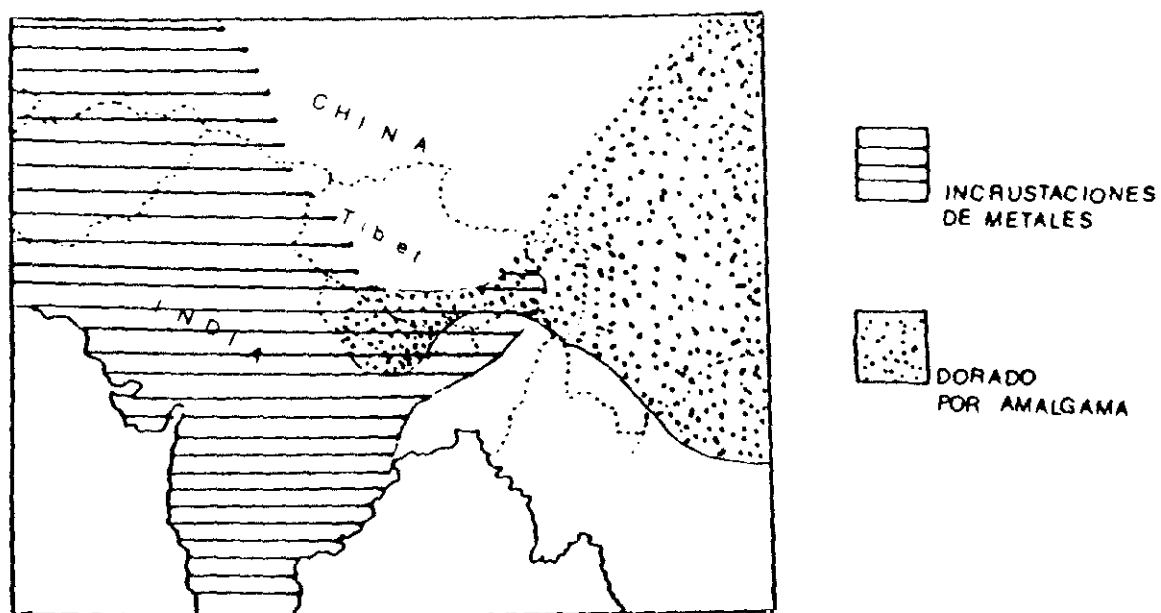 CHINA
Tibet
INDIA
INCRUSTACIONES
DE METALES
DORADO
POR AMALGAMA